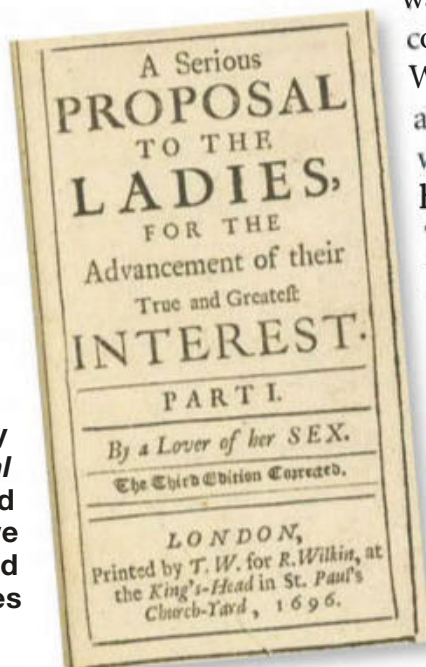 A Serious
PROPOSAL
TO THE
LADIES,
FOR THE
Advancement of their
True and Greateſt
INTEREST.
PART I.
By a Lover of her SEX.
The Third Edition Corrected.
LONDON,
Printed by T. W. for R. Wilkin, at
the King's-Head in St. Paul's
Church-Yard, 1696.